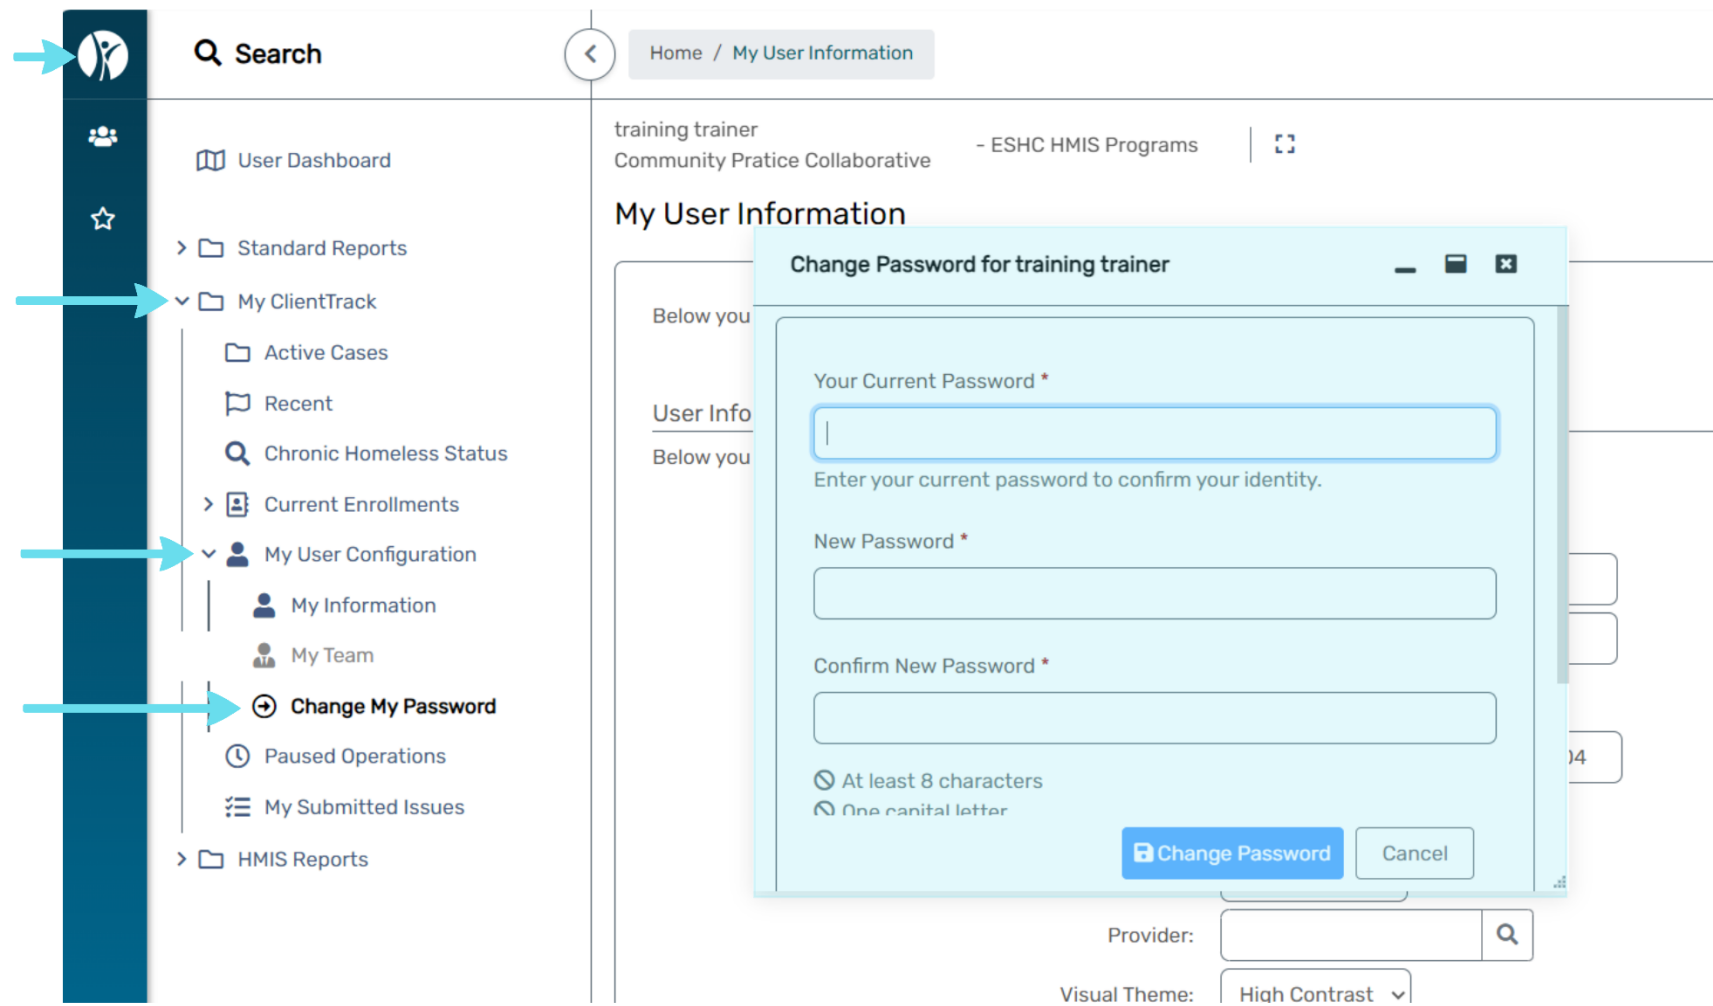 Search
Home / My User Information
User Dashboard
Standard Reports
My ClientTrack
Active Cases
Recent
Chronic Homeless Status
Current Enrollments
My User Configuration
My Information
My Team
Change My Password
Paused Operations
My Submitted Issues
HMIS Reports
training trainer
Community Pratice Collaborative
- ESHC HMIS Programs
My User Information
Below you
User Info
Below you
Change Password for training trainer
Your Current Password *
Enter your current password to confirm your identity.
New Password *
Confirm New Password *
At least 8 characters
One capital letter
Change Password
Cancel
04
Provider:
Visual Theme:
High Contrast